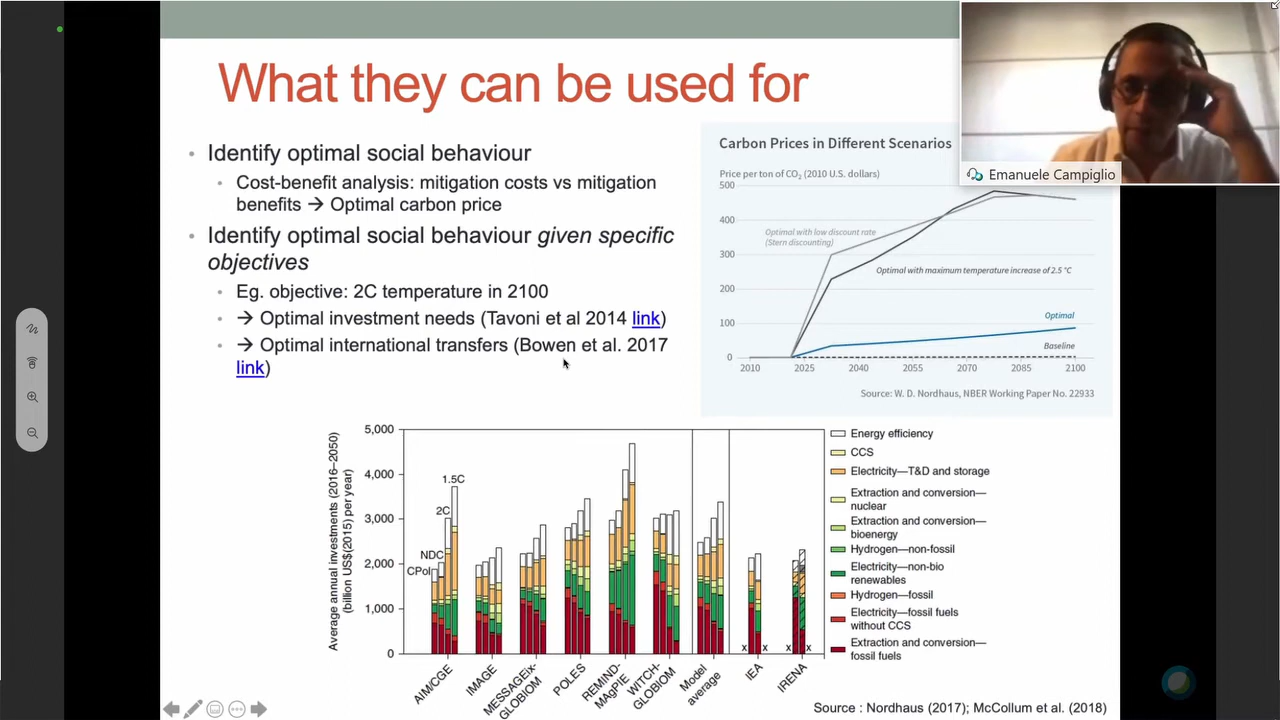 What they can be used for
• Identify optimal social behaviour
• Cost-benefit analysis: mitigation costs vs mitigation
benefits → Optimal carbon price
• Identify optimal social behaviour given specific
objectives
• Eg. objective: 2C temperature in 2100
• → Optimal investment needs (Tavoni et al 2014 link)
• → Optimal international transfers (Bowen et al. 2017
link)
Emanuele Campiglio
Carbon Prices in Different Scenarios
Price per ton of CO₂ (2010 U.S. dollars)
500
400
300
200
100
0
Optimal with low discount rate
(Stern discounting)
Optimal with maximum temperature increase of 2.5 °C
Optimal
Baseline
2010 2025 2040 2055 2070 2085 2100
Source: W. D. Nordhaus, NBER Working Paper No. 22933
Average annual investments (2016–2050)
(billion US$(2015) per year)
5,000
4,000
3,000
2,000
1,000
0
1.5C
2C
NDC
CPol
x x x x
AIM/CGE
IMAGE
MESSAGEix-
GLOBIOM
POLES
REMIND-
MAgPIE
WITCH-
GLOBIOM
Model
average
IEA
IRENA
Energy efficiency
CCS
Electricity—T&D and storage
Extraction and conversion—
nuclear
Extraction and conversion—
bioenergy
Hydrogen—non-fossil
Electricity—non-bio
renewables
Hydrogen—fossil
Electricity—fossil fuels
without CCS
Extraction and conversion—
fossil fuels
Source : Nordhaus (2017); McCollum et al. (2018)